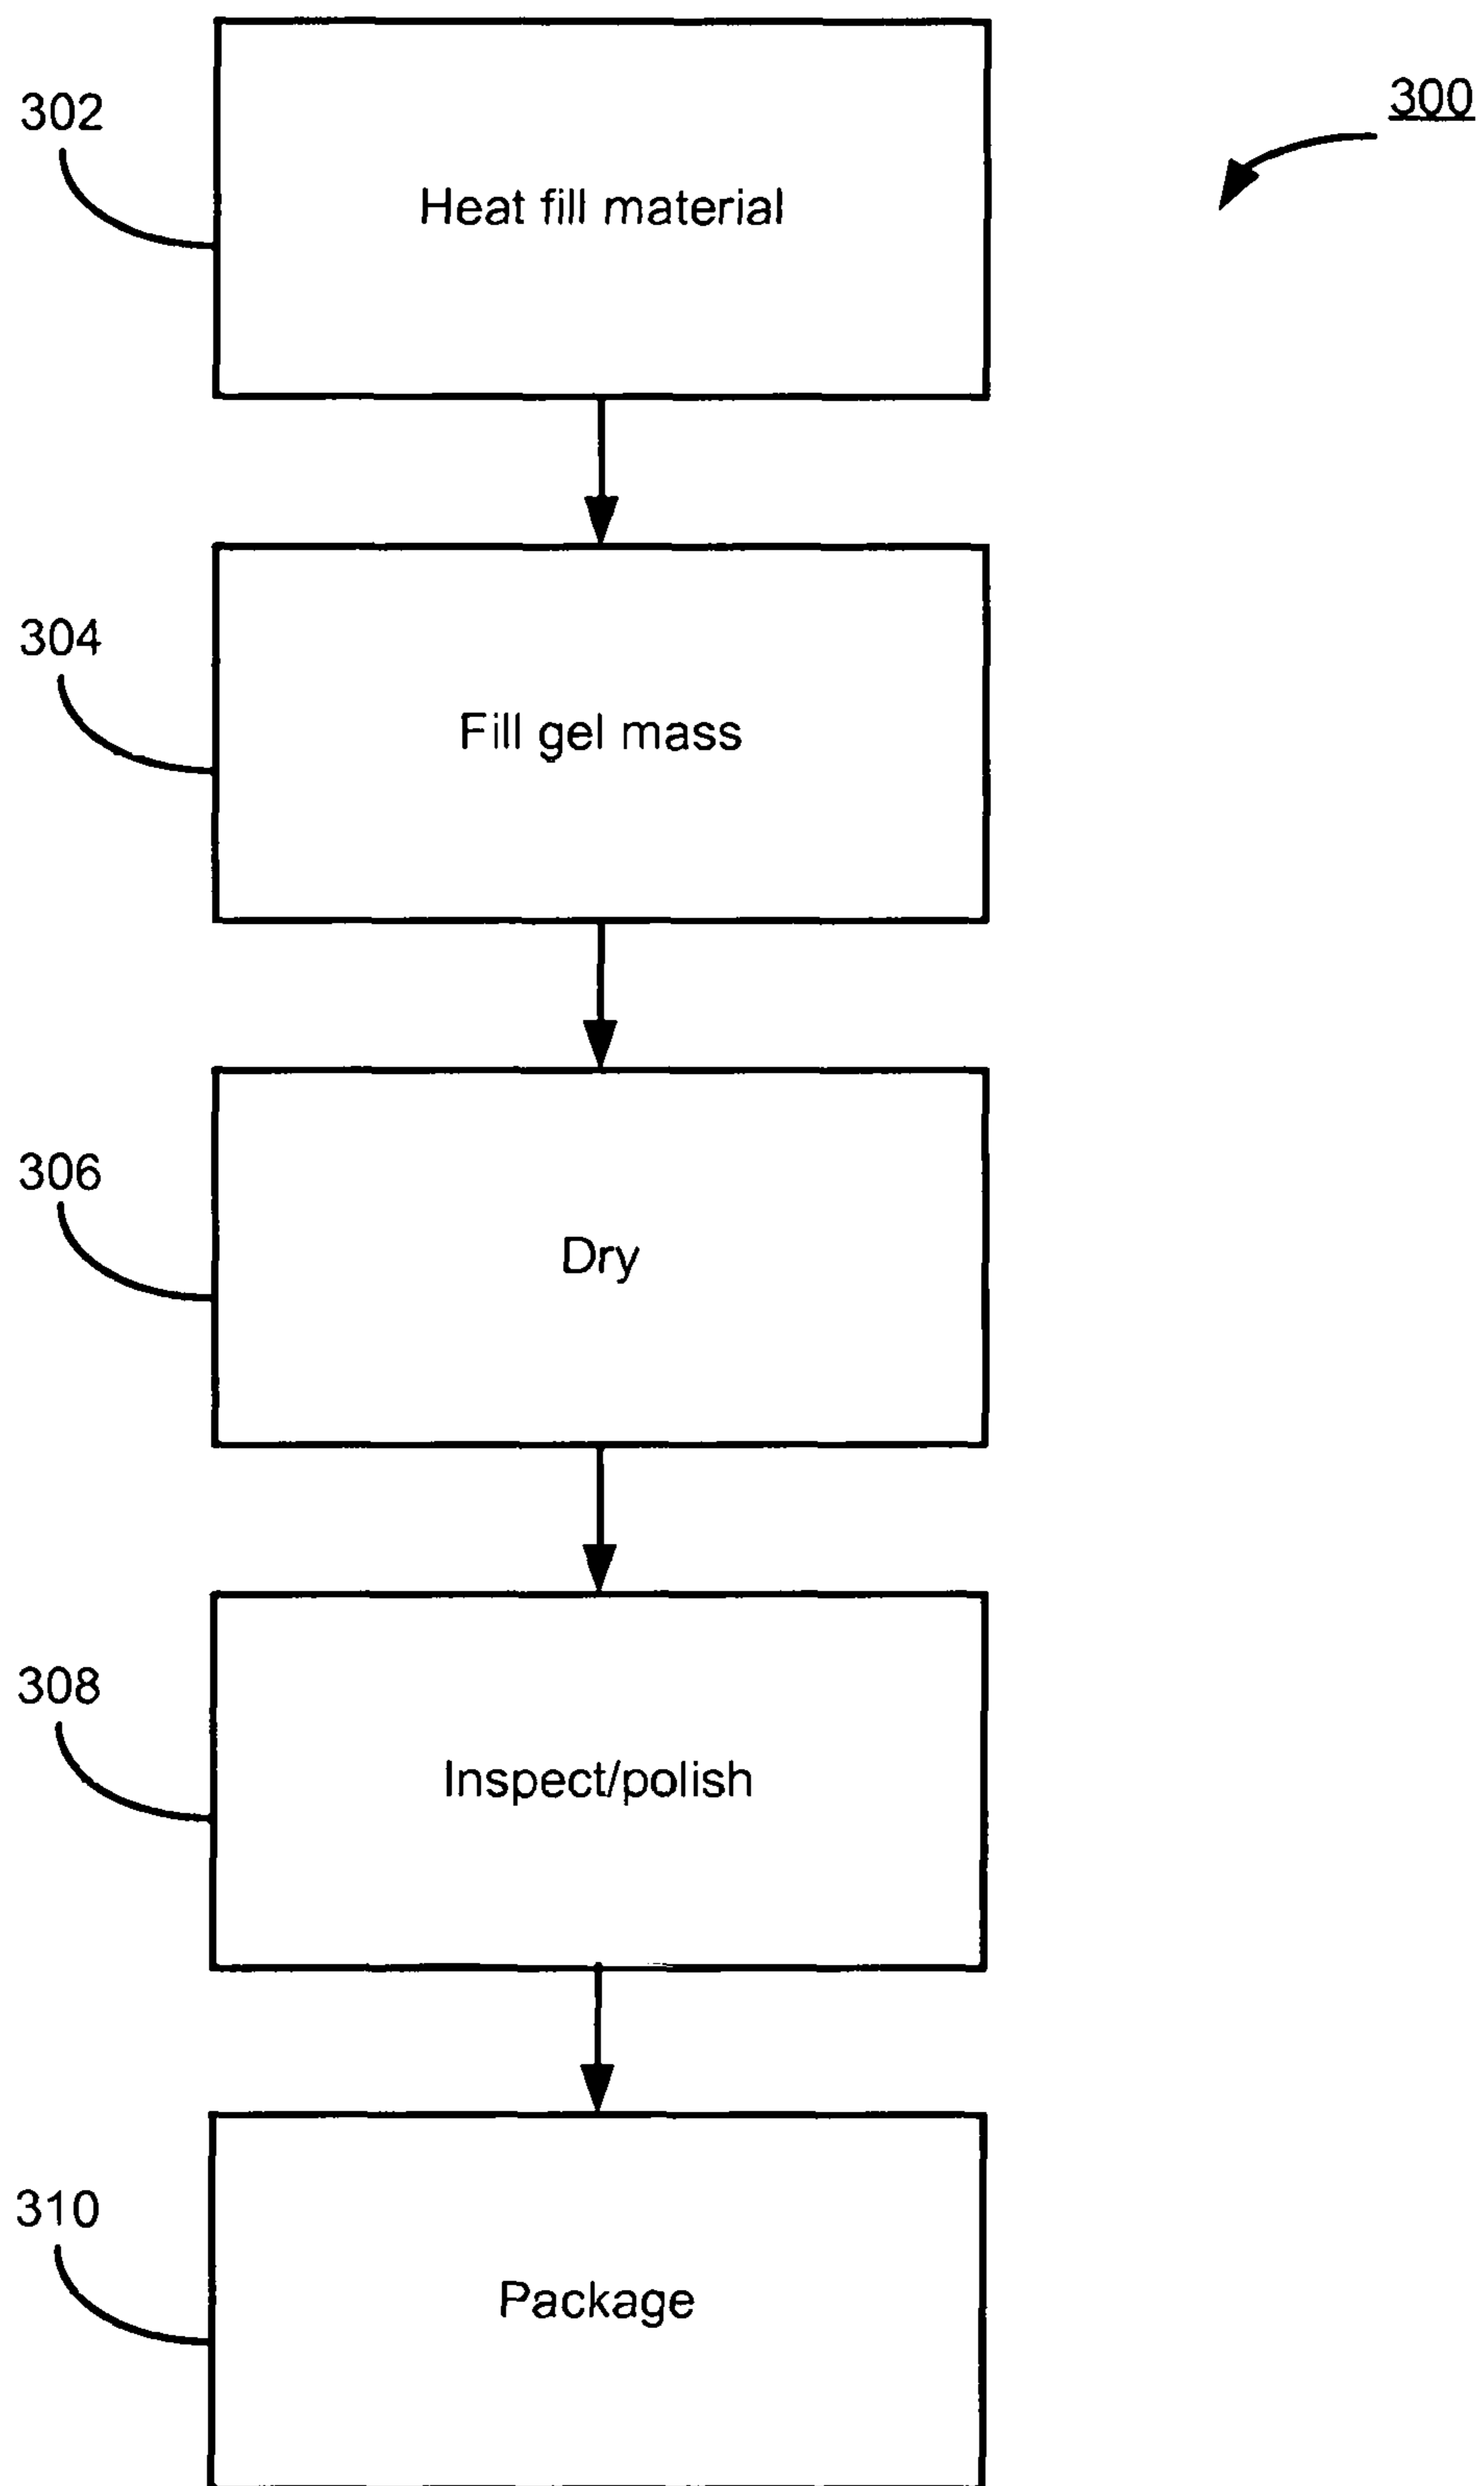 300
302
Heat fill material
304
Fill gel mass
306
Dry
308
Inspect/polish
310
Package